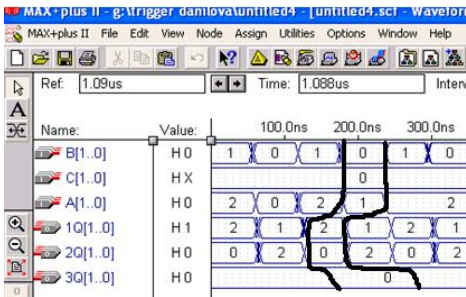 MAX+plus II - g:\trigger danilova\untitled4 - [untitled4.scf - Wavefor
MAX+plus II File Edit View Node Assign Utilities Options Window Help
Ref: 1.09us Time: 1.088us Interv
Name: Value: 100.0ns 200.0ns 300.0ns
B[1..0] H 0 1 0 1 0 1 0
C[1..0] H X 0
A[1..0] H 0 2 0 2 1 2
1Q[1..0] H 1 2 1 2 1 2 1
2Q[1..0] H 0 0 2 0 2 0 2
3Q[1..0] H 0 0